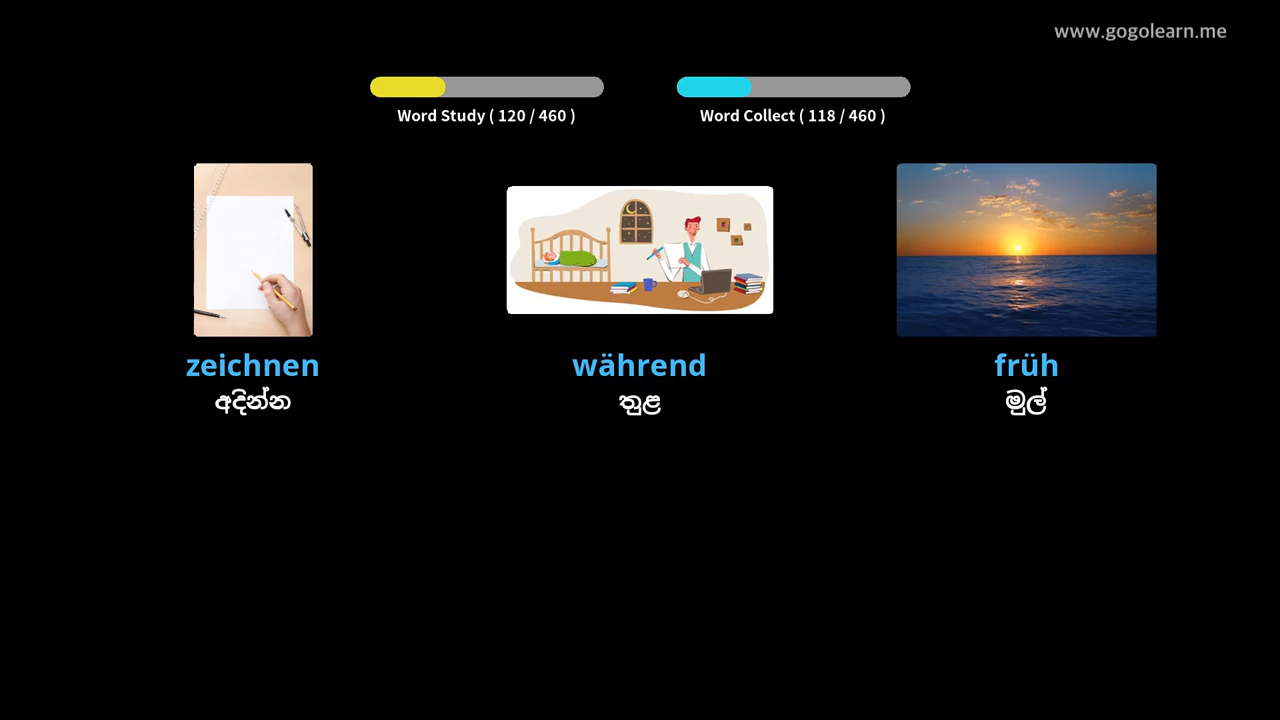 www.gogolearn.me
Word Study ( 120 / 460 )
Word Collect ( 118 / 460 )
zeichnen
während
früh
අදින්න
තුළ
මුල්